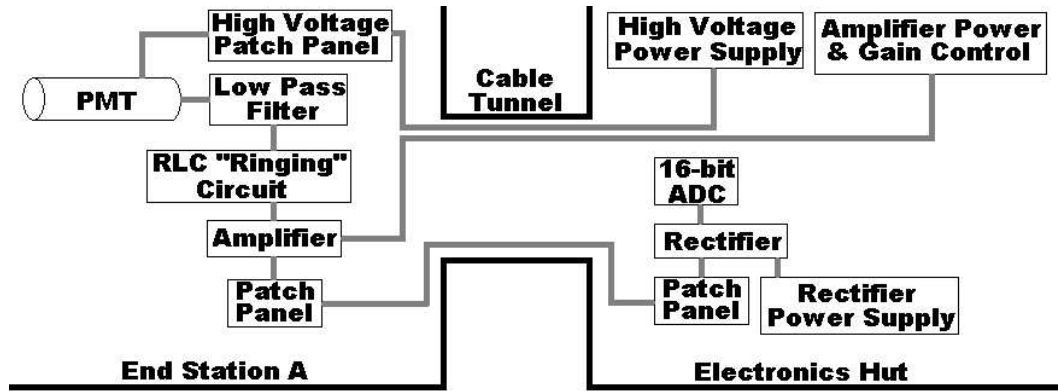 High Voltage
Patch Panel
High Voltage
Power Supply
Amplifier Power
& Gain Control
Cable
Tunnel
PMT
Low Pass
Filter
RLC "Ringing"
Circuit
16-bit
ADC
Amplifier
Rectifier
Patch
Panel
Patch
Panel
Rectifier
Power Supply
End Station A
Electronics Hut